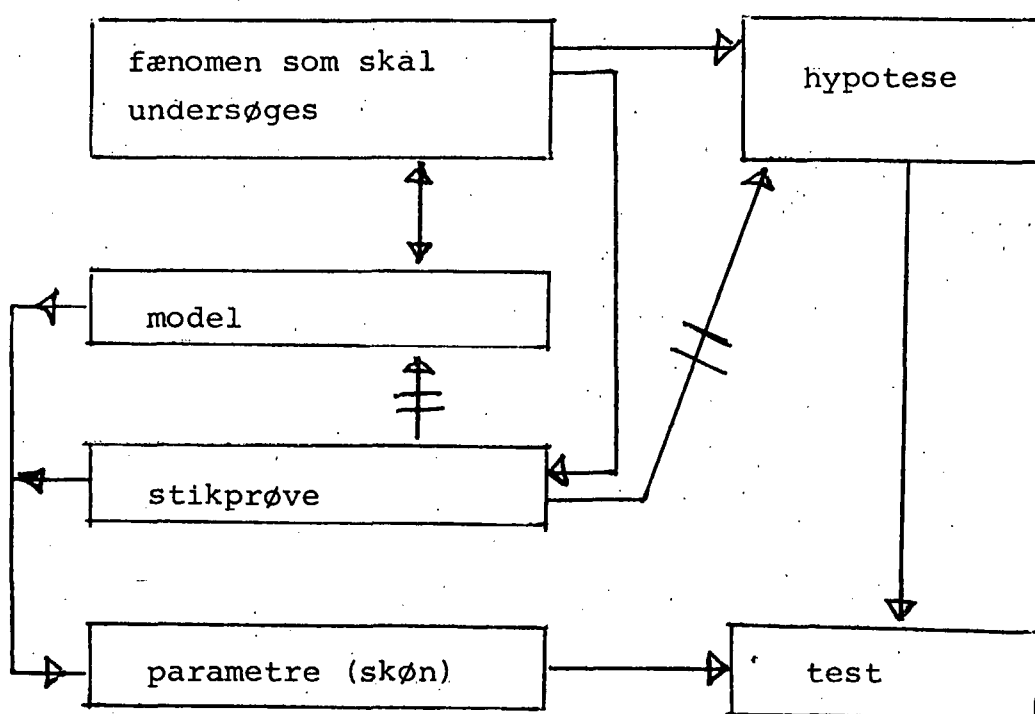 fænomen som skal
undersøges
hypotese
model
stikprøve
parametre (skøn)
test